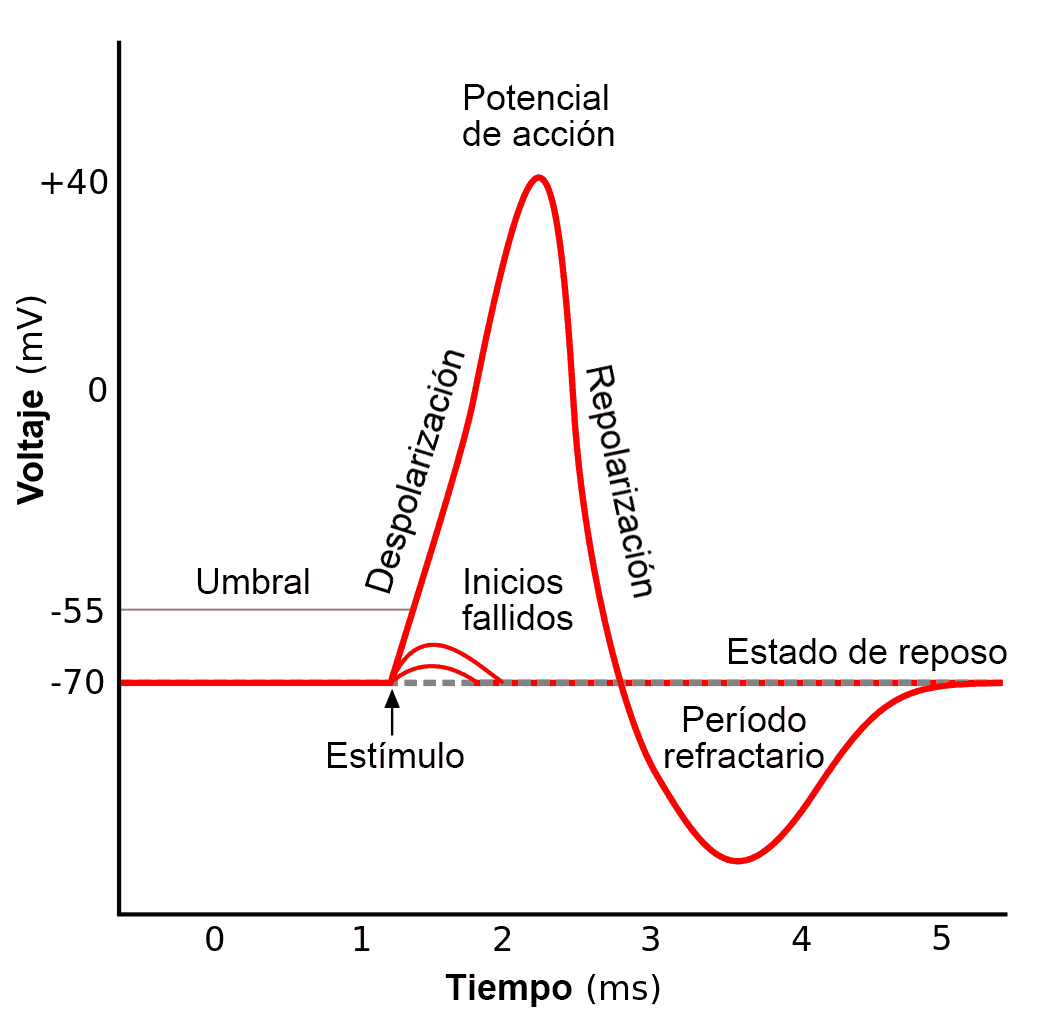 Potencial
de acción
+40
Voltaje (mV)
0
Despolarización
Repolarización
Umbral
Inicios
fallidos
-55
Estado de reposo
-70
Período
refractario
Estímulo
0 1 2 3 4 5
Tiempo (ms)